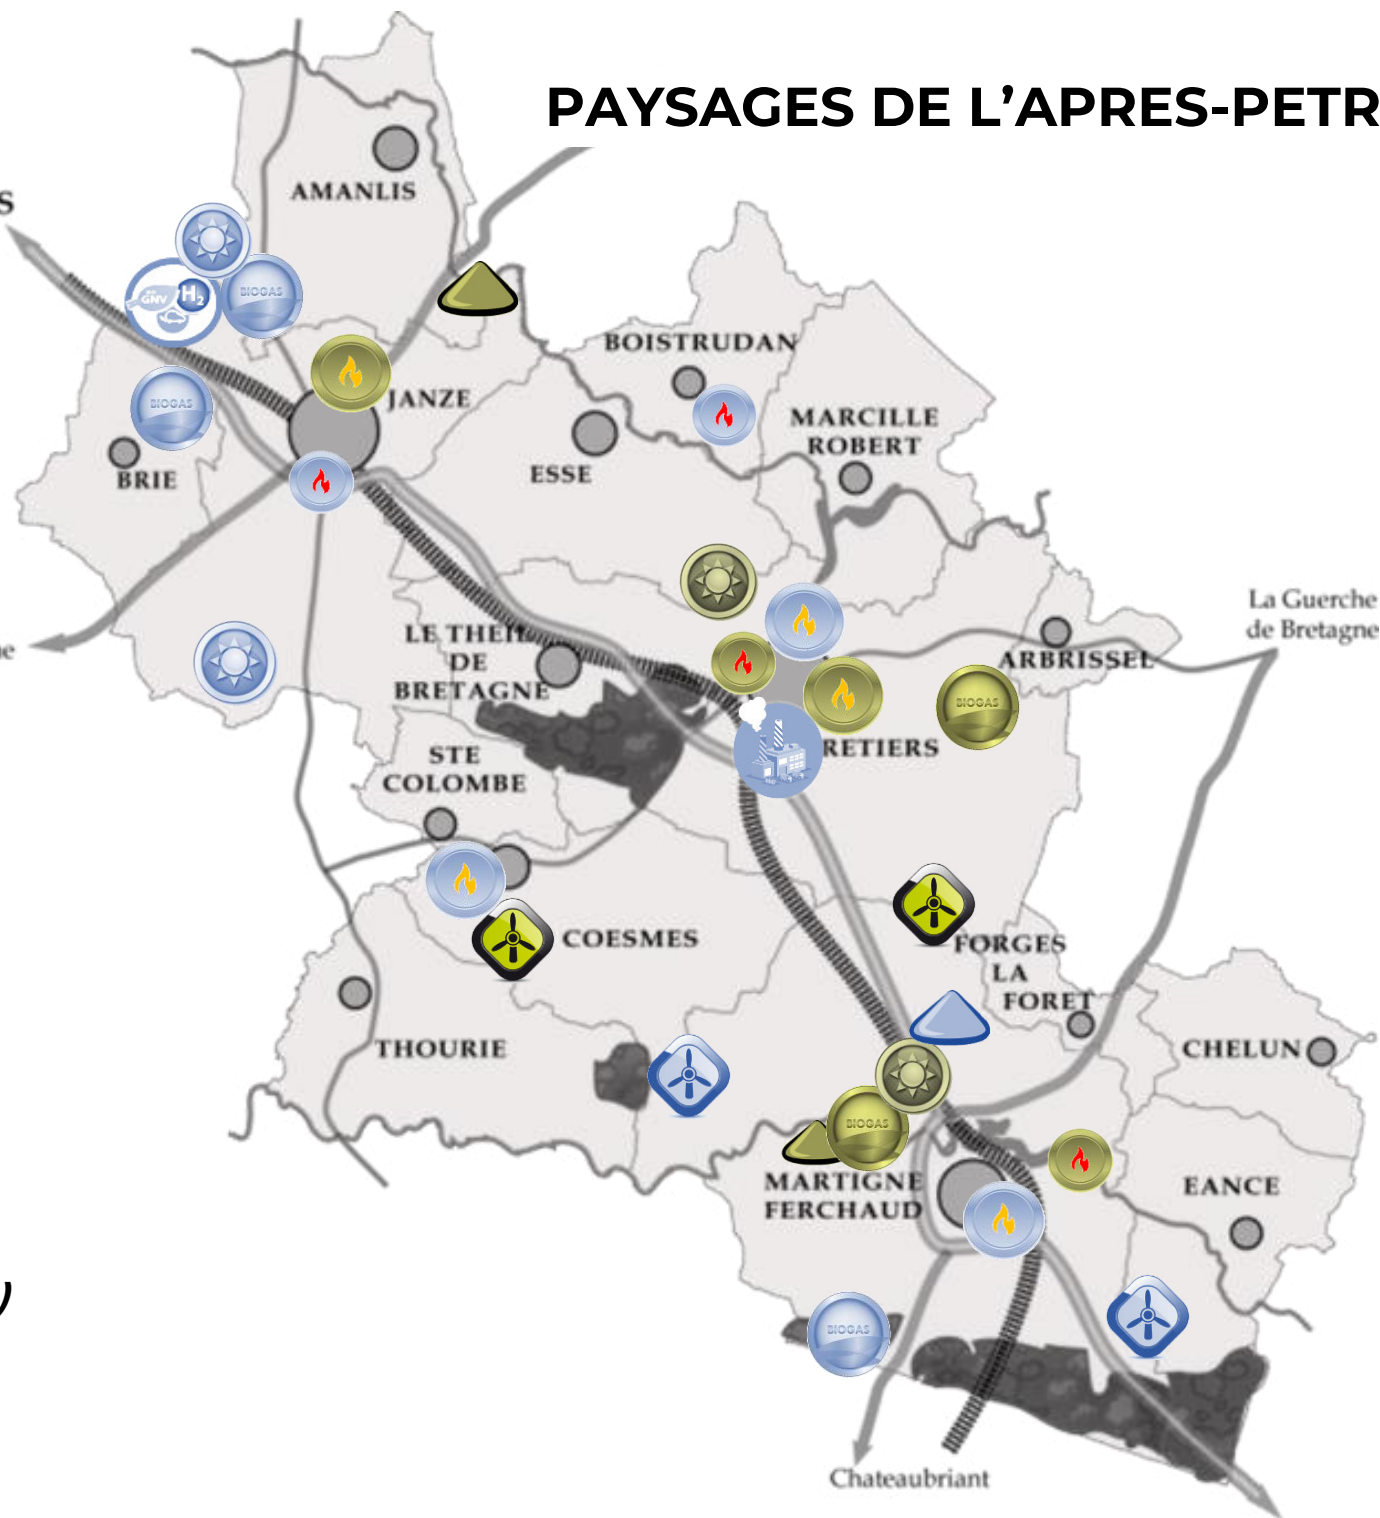 PAYSAGES DE L’APRES-PETR
AMANLIS
S
BIOGAS
GNV H2
BOISTRUDAN
JANZE
BIOGAS
MARCILLE
ROBERT
BRIE
ESSE
La Guerche
de Bretagne
ne
LE THEIL
DE
BRETAGNE
ARBRISSEL
BIOGAS
RETIERS
STE
COLOMBE
COESMES
FORGES
LA
FORET
THOURIE
CHELUN
BIOGAS
MARTIGNE
FERCHAUD
EANCE
)
BIOGAS
Chateaubriant